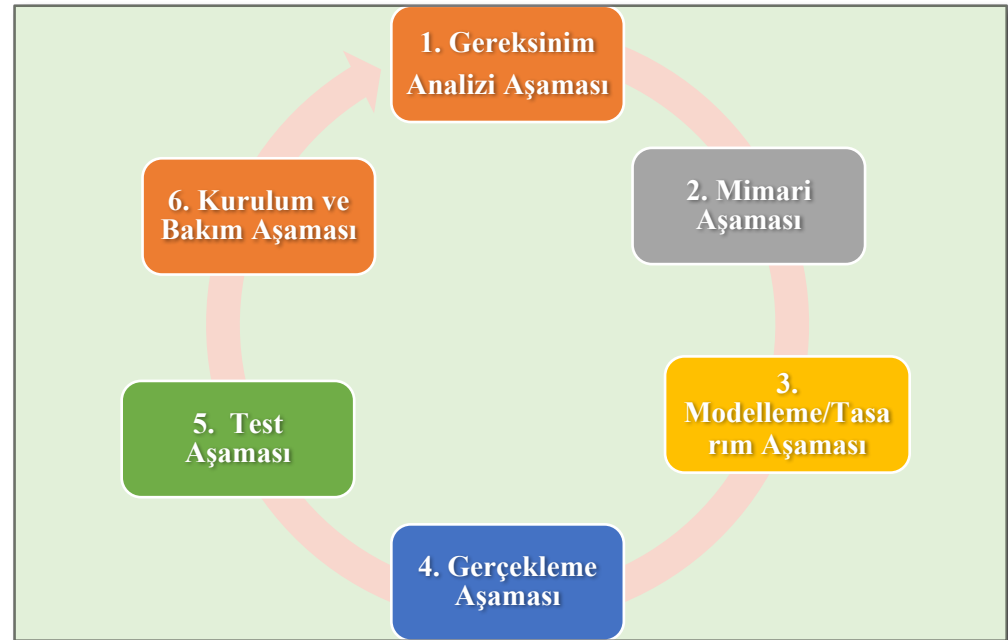 1. Gereksinim
Analizi Aşaması
2. Mimari
Aşaması
3.
Modelleme/Tasa
rım Aşaması
4. Gerçekleme
Aşaması
5. Test
Aşaması
6. Kurulum ve
Bakım Aşaması